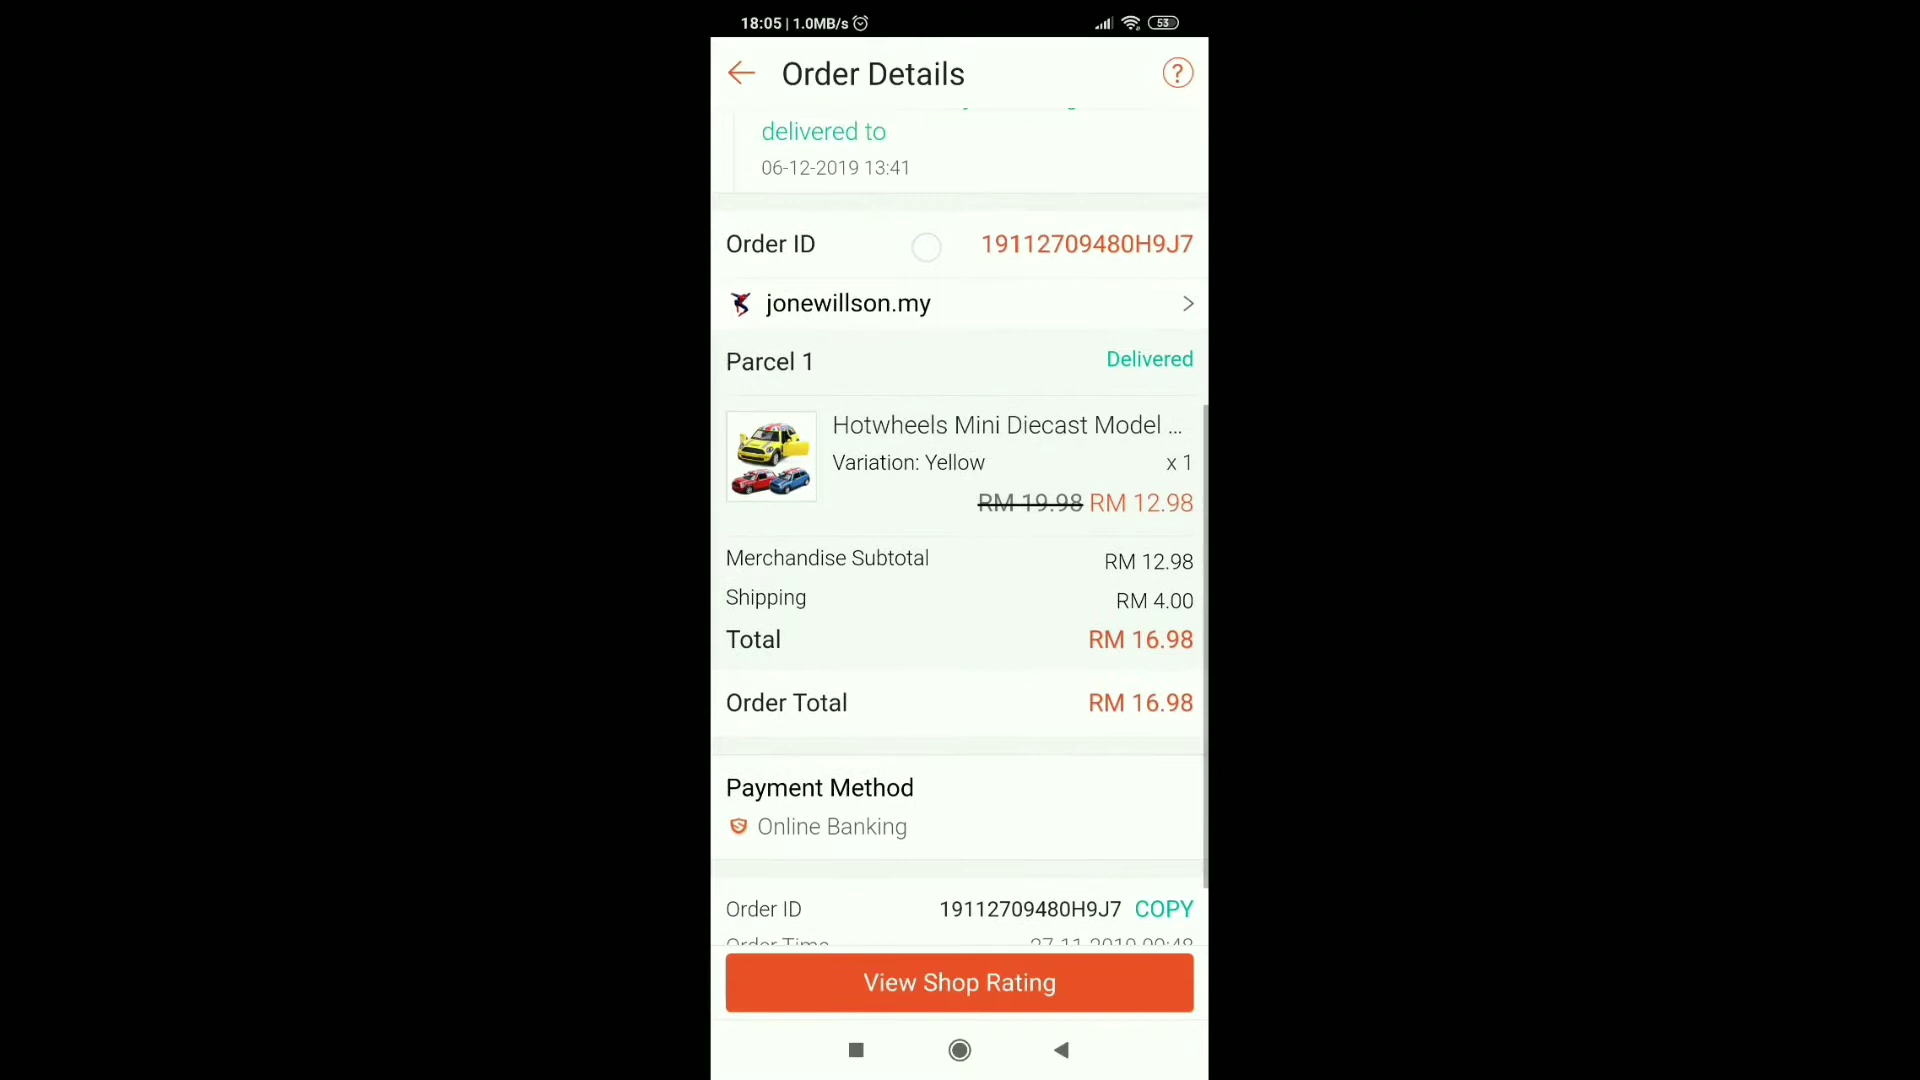 18:05 | 1.0MB/s
53
Order Details
?
delivered to
06-12-2019 13:41
Order ID 19112709480H9J7
jonewillson.my
Parcel 1 Delivered
Hotwheels Mini Diecast Model ...
Variation: Yellow x 1
RM 19.98 RM 12.98
Merchandise Subtotal RM 12.98
Shipping RM 4.00
Total RM 16.98
Order Total RM 16.98
Payment Method
Online Banking
Order ID 19112709480H9J7 COPY
Order Time 27-11-2019 09:48
View Shop Rating